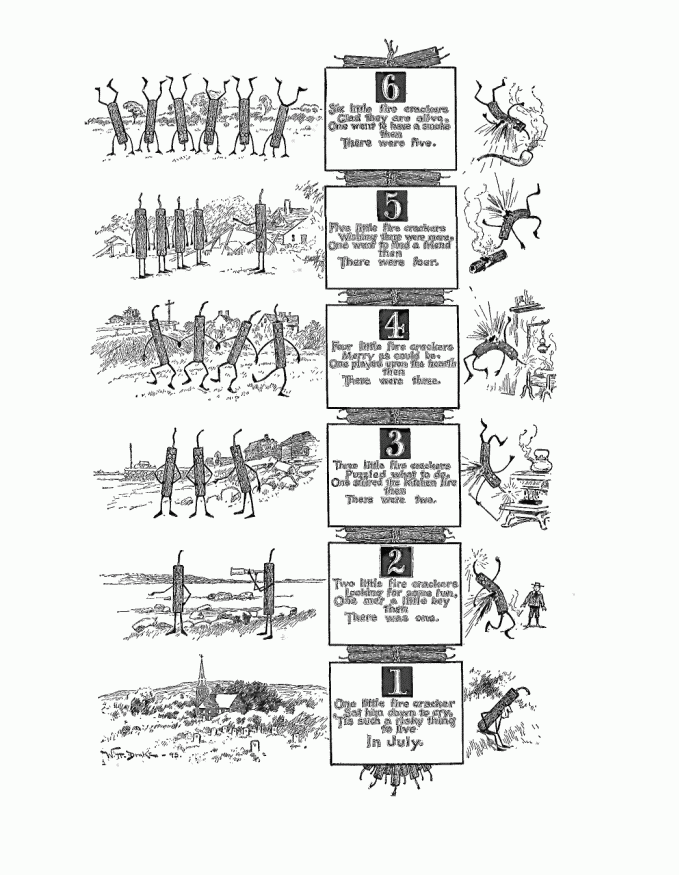 6
Six little fire crackers
Glad they are alive,
One went to have a smoke
then
There were five.
5
Five little fire crackers
Wishing there were more,
One went to find a friend
then
There were four.
4
Four little fire crackers
Merry as could be.
One played upon the hearth
then
There were three.
3
Three little fire crackers
Puzzled what to do,
One stirred the kitchen fire
then
There were two.
2
Two little fire crackers
Looking for some fun,
One met a little boy
then
There was one.
1
One little fire cracker
Sat him down to cry,
'Tis such a risky thing
to live
In July.